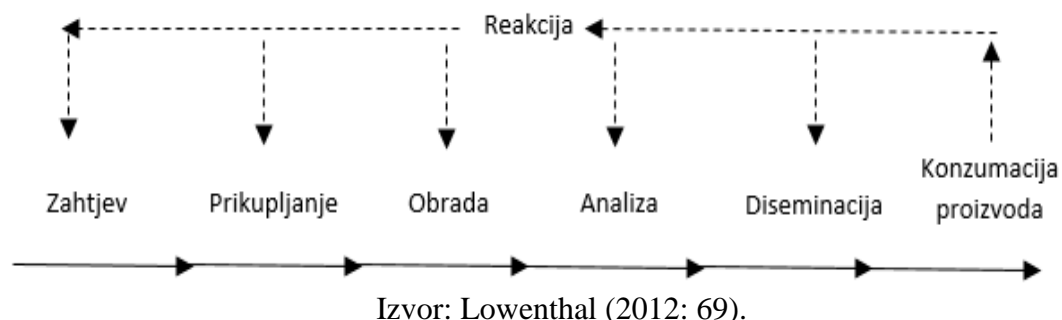 Reakcija
Zahtjev
Prikupljanje
Obrada
Analiza
Diseminacija
Konzumacija
proizvoda
Izvor: Lowenthal (2012: 69).